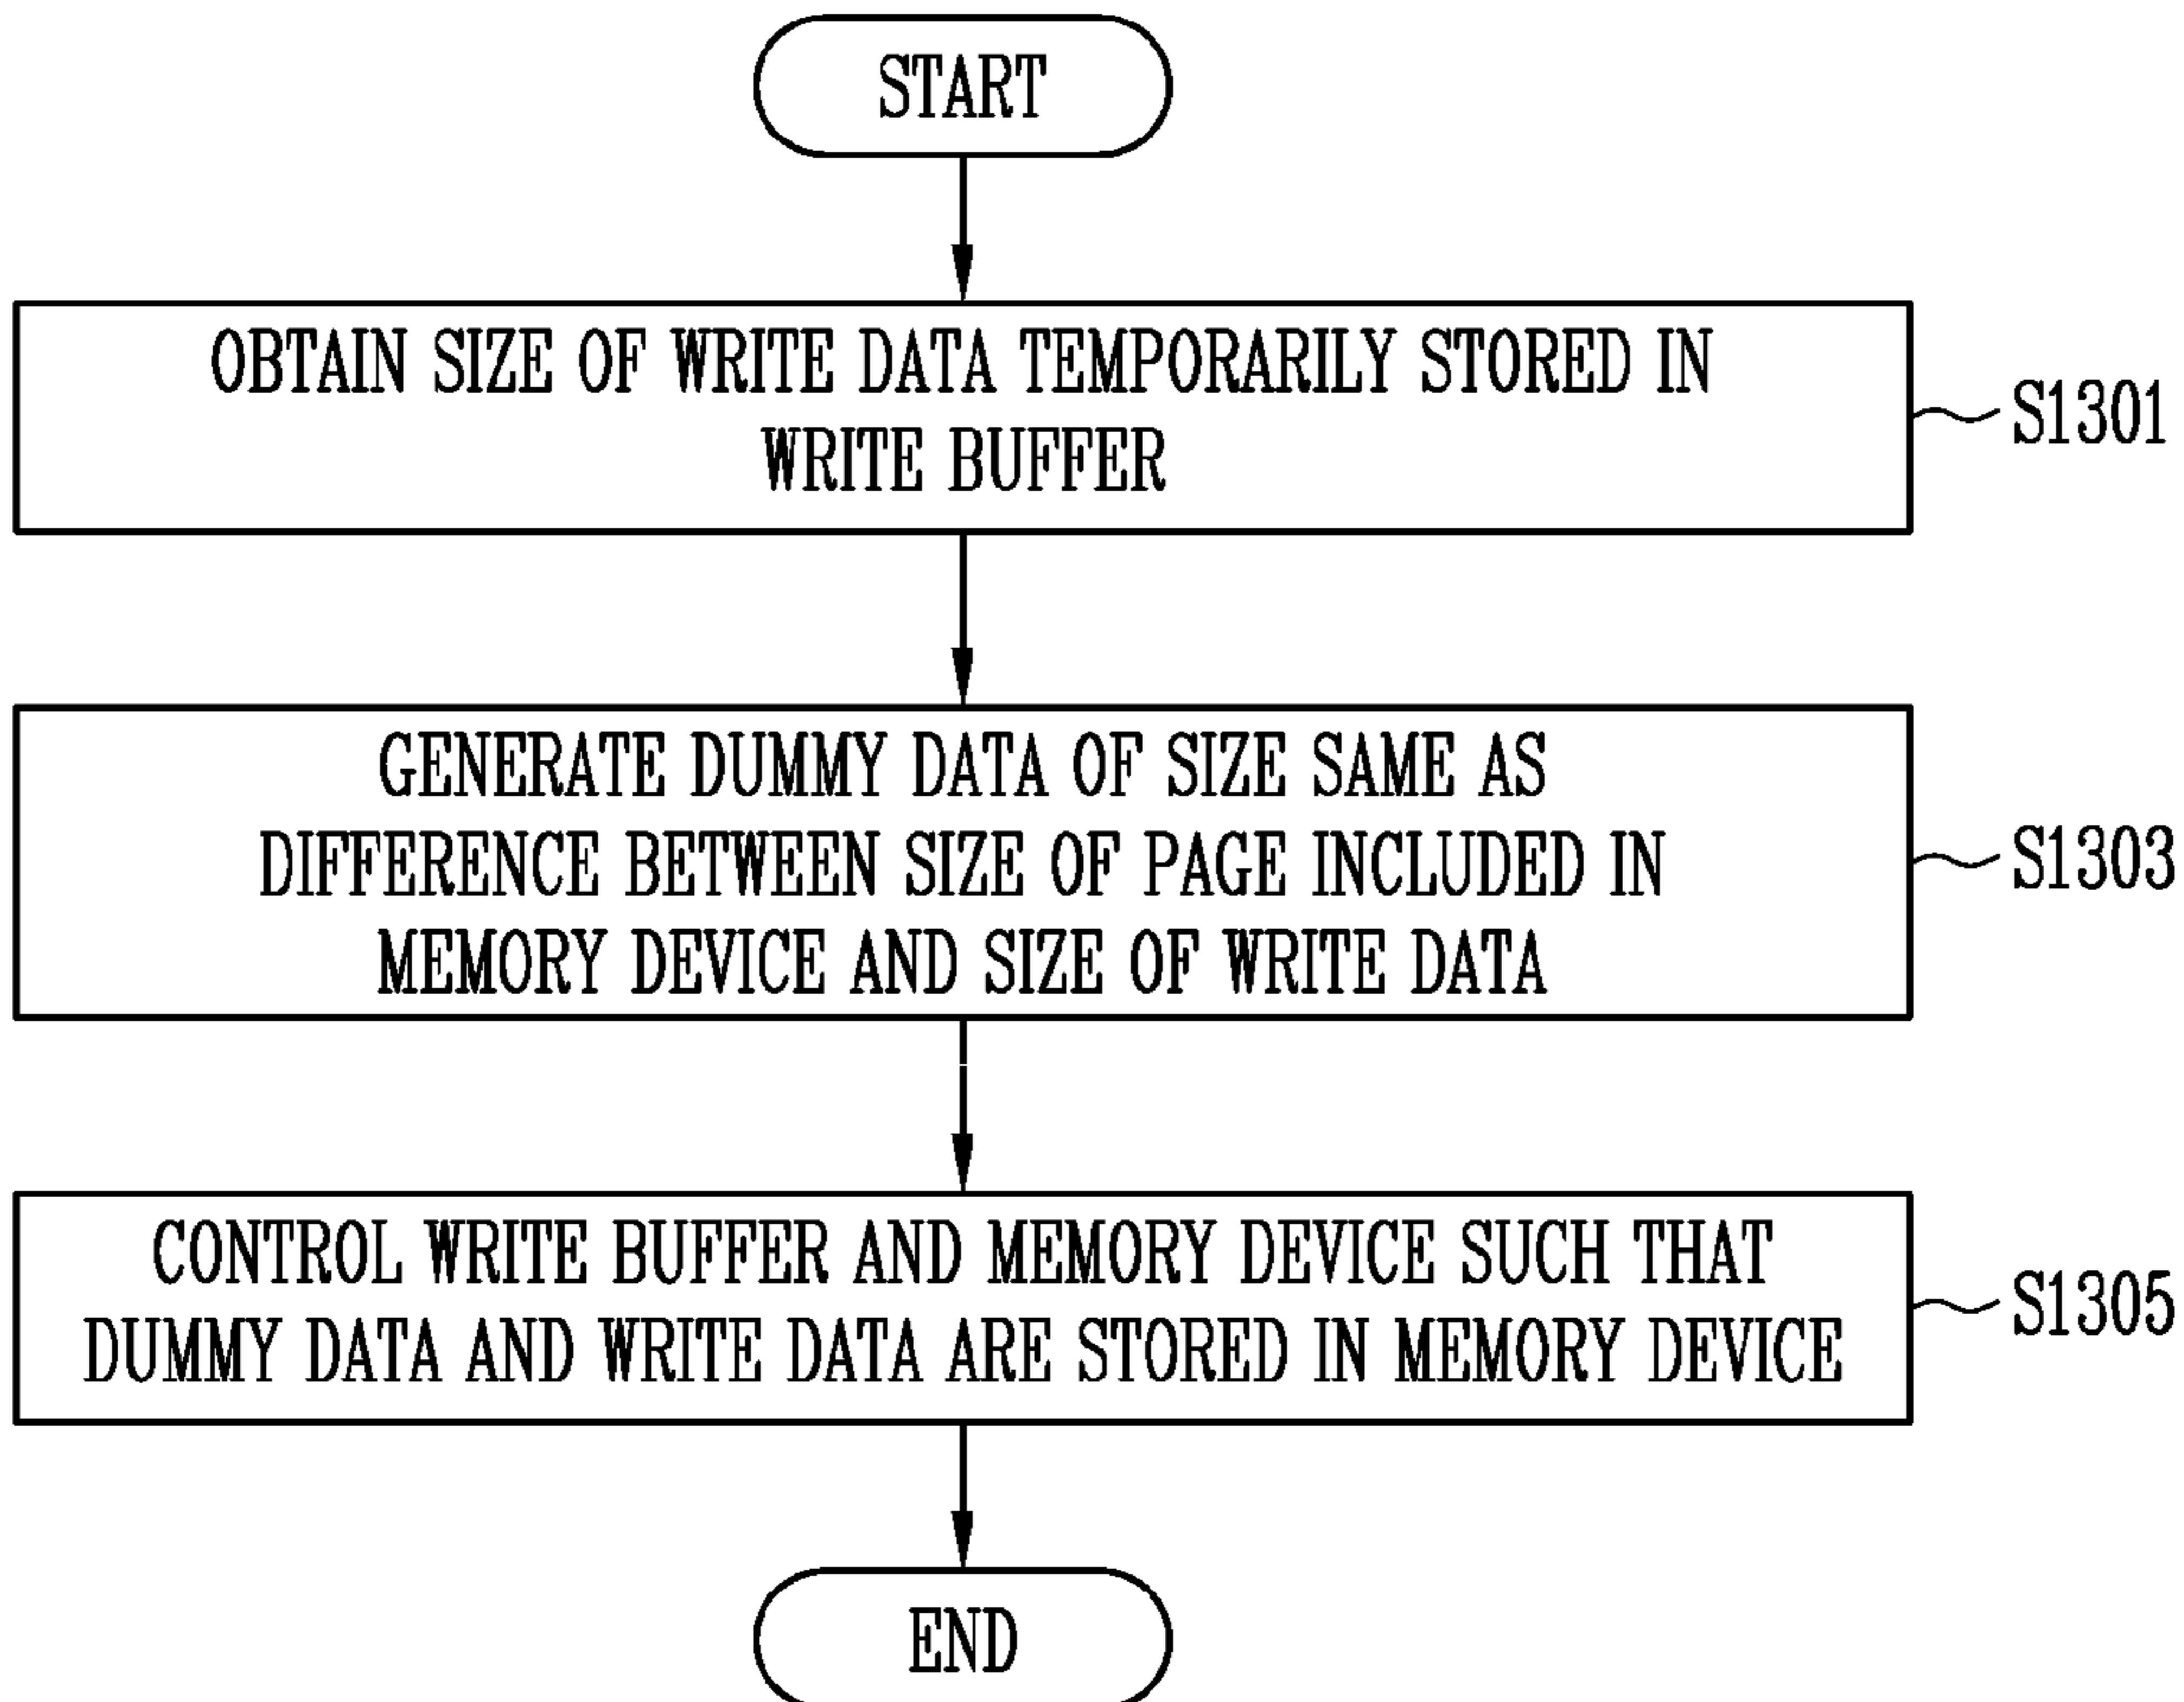 START
OBTAIN SIZE OF WRITE DATA TEMPORARILY STORED IN
WRITE BUFFER
S1301
GENERATE DUMMY DATA OF SIZE SAME AS
DIFFERENCE BETWEEN SIZE OF PAGE INCLUDED IN
MEMORY DEVICE AND SIZE OF WRITE DATA
S1303
CONTROL WRITE BUFFER AND MEMORY DEVICE SUCH THAT
DUMMY DATA AND WRITE DATA ARE STORED IN MEMORY DEVICE
S1305
END